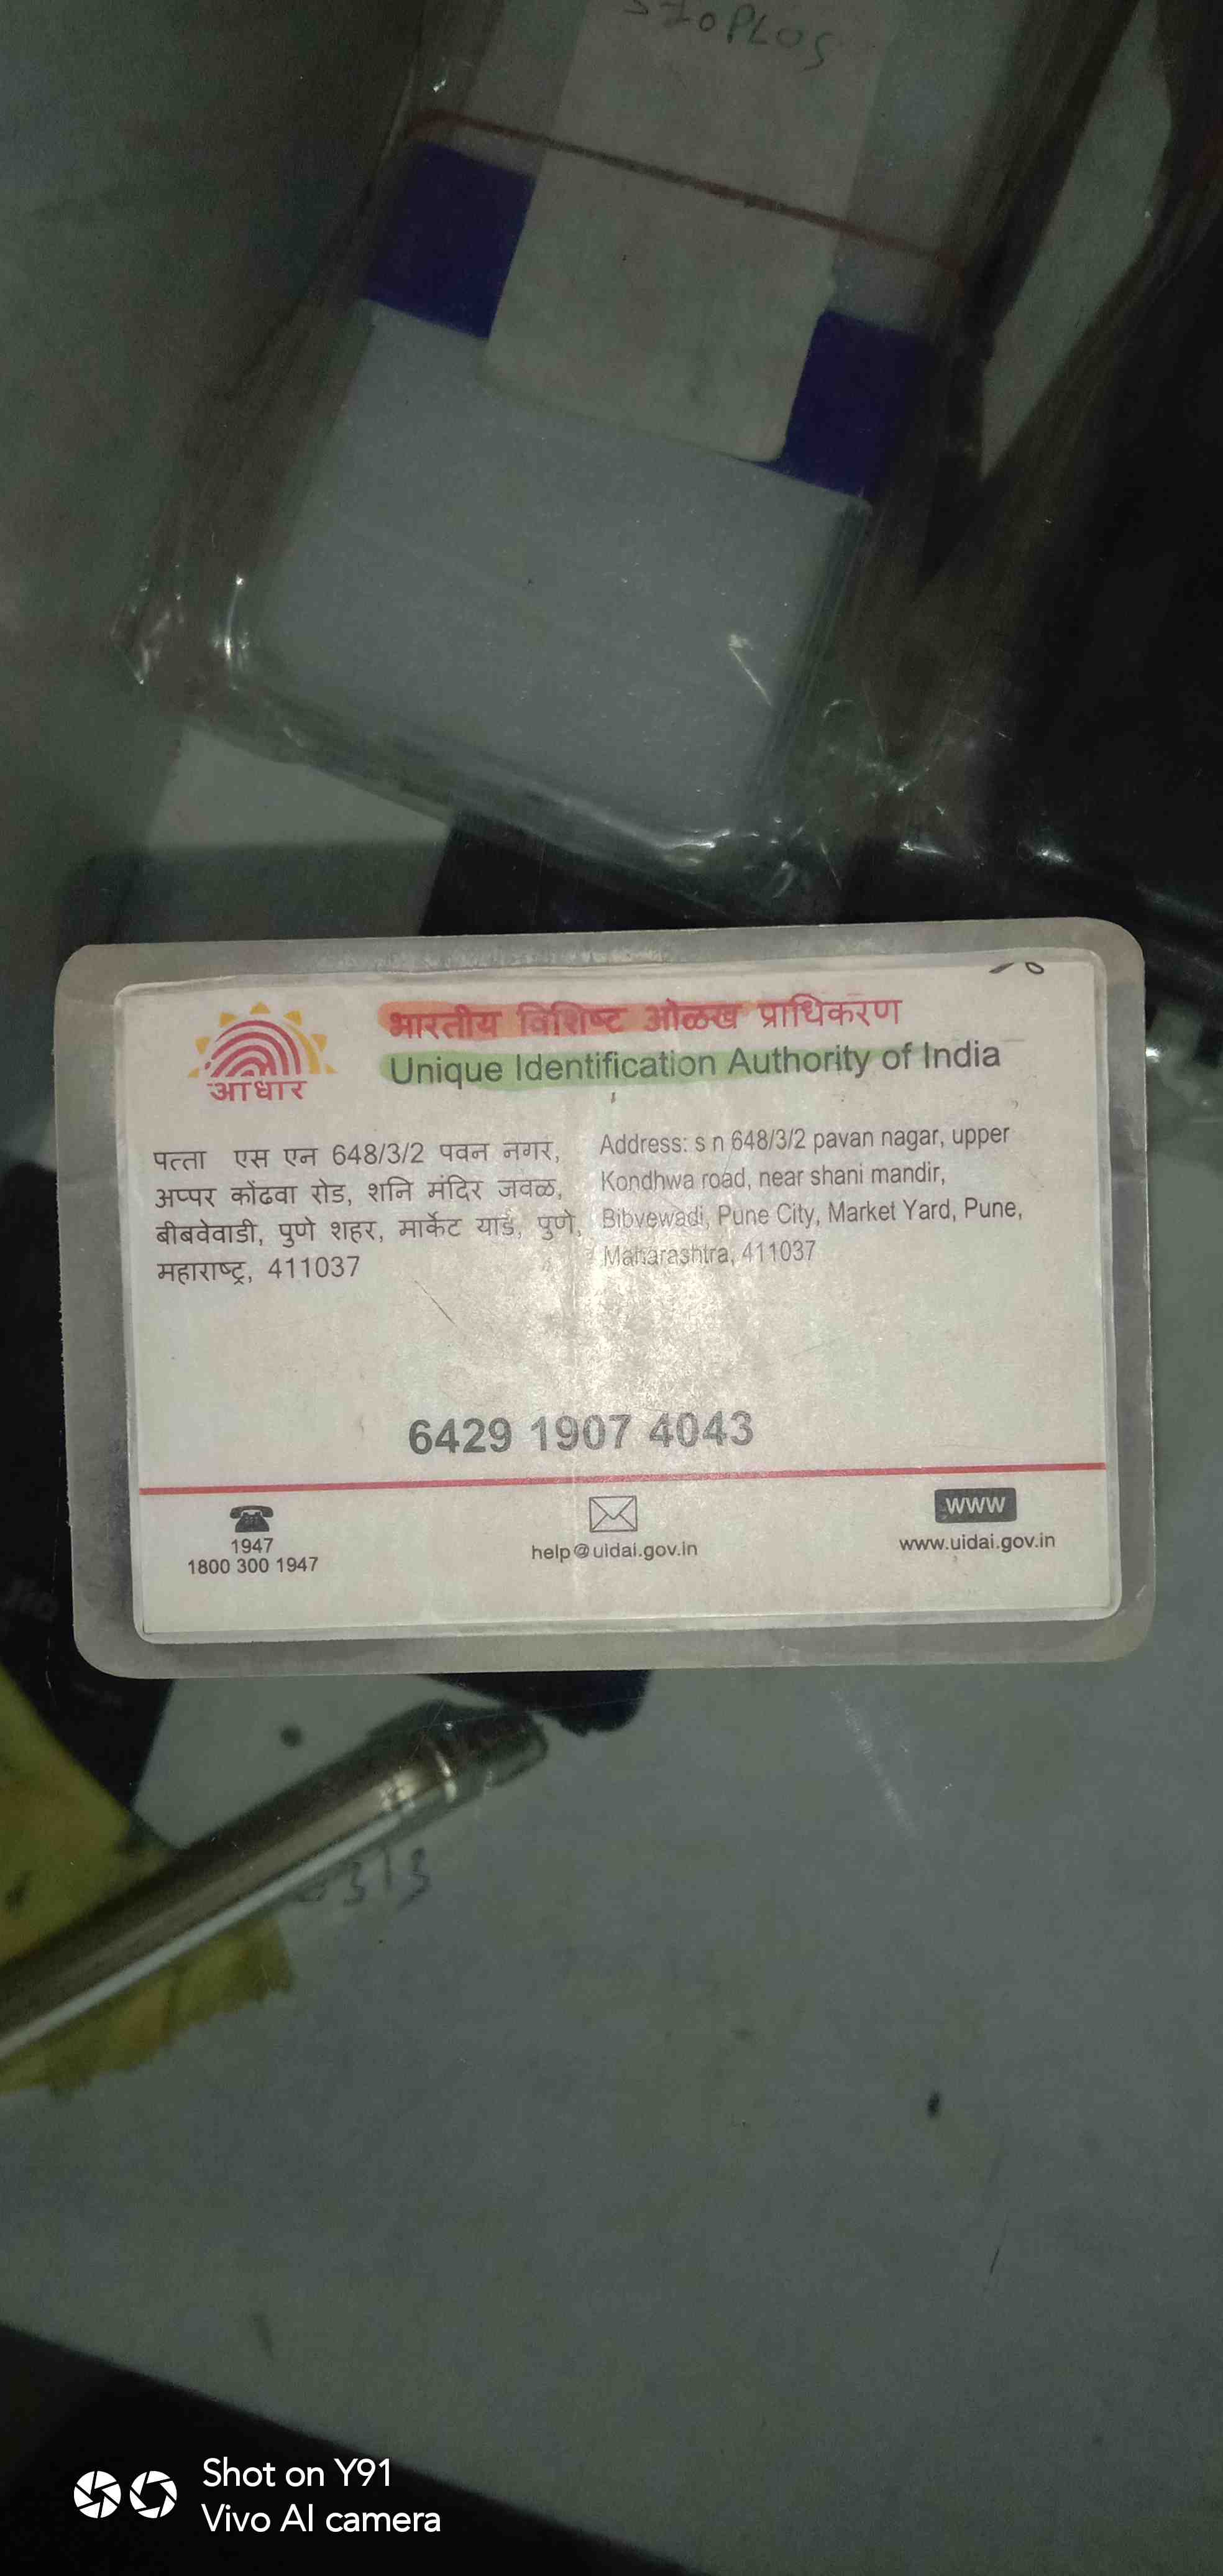 S10PLOS
आधार
भारतीय विशिष्ट ओळख प्राधिकरण
Unique Identification Authority of India
पत्ता एस एन 648/3/2 पवन नगर,
अप्पर कोंढवा रोड, शनि मंदिर जवळ,
बीबवेवाडी, पुणे शहर, मार्केट यार्ड, पुणे,
महाराष्ट्र, 411037
Address: s n 648/3/2 pavan nagar, upper
Kondhwa road, near shani mandir,
Bibvewadi, Pune City, Market Yard, Pune,
Maharashtra, 411037
6429 1907 4043
1947
1800 300 1947
help@uidai.gov.in
www
www.uidai.gov.in
Shot on Y91
Vivo AI camera